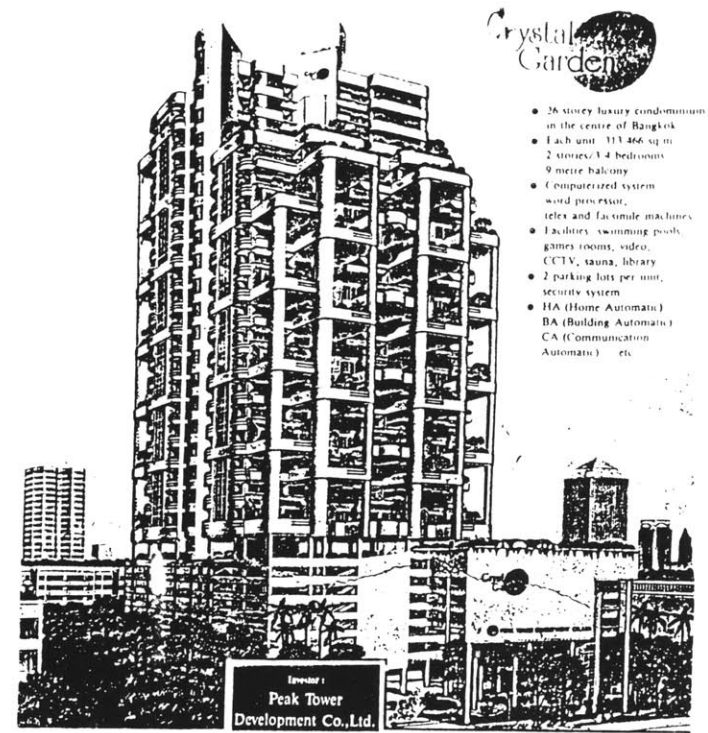 Crystal
Garden
26 storey luxury condominium
in the centre of Bangkok
Each unit 313-466 sq m
2 stories/3-4 bedrooms
9 metre balcony
Computerized system
word processor,
telex and facsimile machines
Facilities swimming pools,
games rooms, video,
CCTV, sauna, library
2 parking lots per unit,
security system
HA (Home Automatic)
BA (Building Automatic)
CA (Communication
Automatic) etc
Investor :
Peak Tower
Development Co.,Ltd.